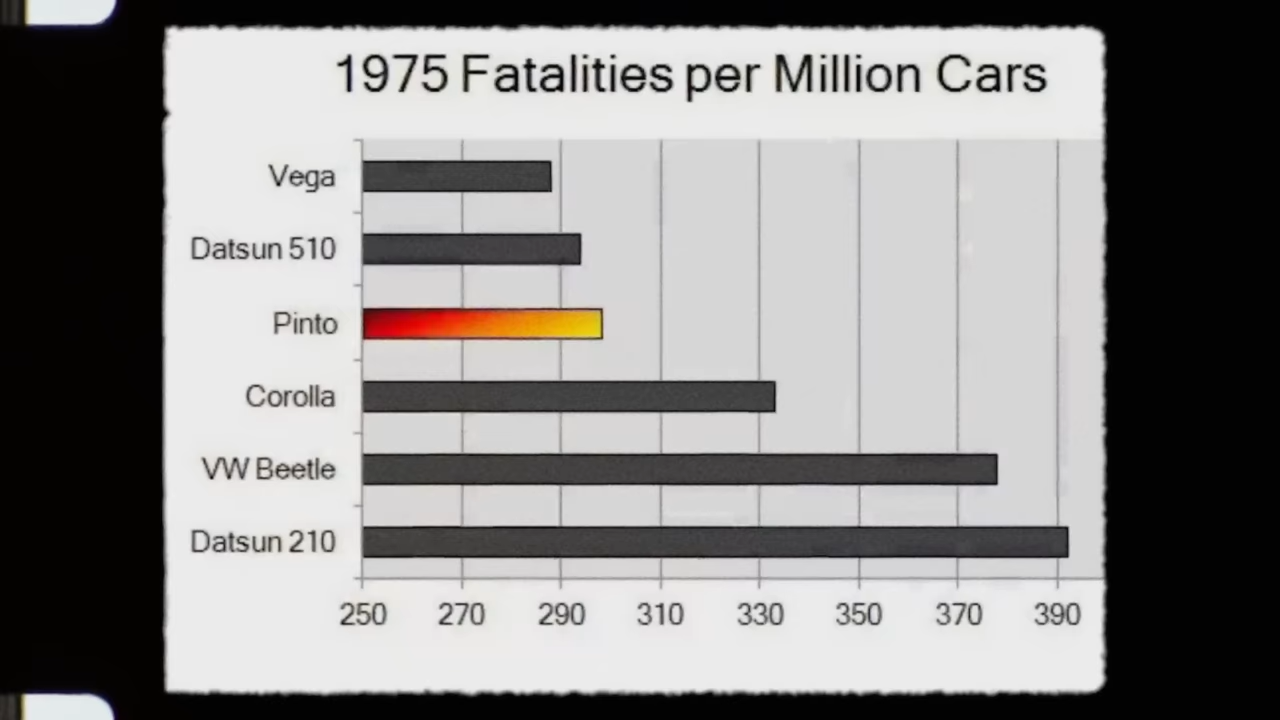 1975 Fatalities per Million Cars
Vega
Datsun 510
Pinto
Corolla
VW Beetle
Datsun 210
250 270 290 310 330 350 370 390